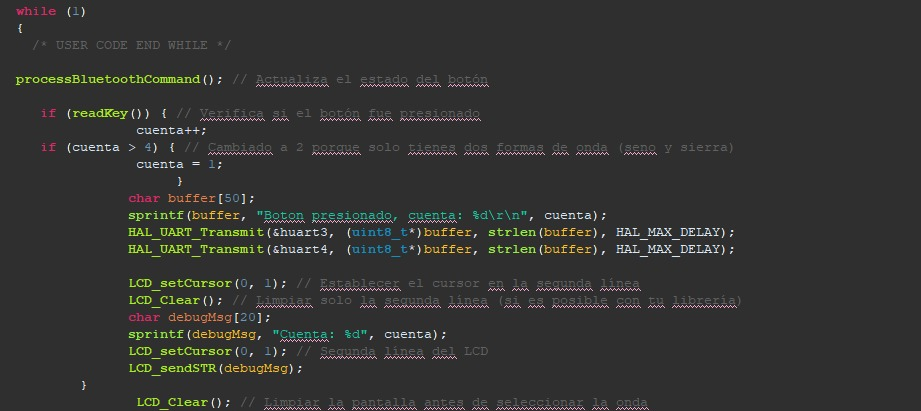 while (1)
{
/* USER CODE END WHILE */
processBluetoothCommand(); // Actualiza el estado del botón
if (readKey()) { // Verifica si el botón fue presionado
cuenta++;
if (cuenta > 4) { // Cambiado a 2 porque solo tienes dos formas de onda (seno y sierra)
cuenta = 1;
}
char buffer[50];
sprintf(buffer, "Boton presionado, cuenta: %d\r\n", cuenta);
HAL_UART_Transmit(&huart3, (uint8_t*)buffer, strlen(buffer), HAL_MAX_DELAY);
HAL_UART_Transmit(&huart4, (uint8_t*)buffer, strlen(buffer), HAL_MAX_DELAY);
LCD_setCursor(0, 1); // Establecer el cursor en la segunda línea
LCD_Clear(); // Limpiar solo la segunda línea (si es posible con tu librería)
char debugMsg[20];
sprintf(debugMsg, "Cuenta: %d", cuenta);
LCD_setCursor(0, 1); // Segunda línea del LCD
LCD_sendSTR(debugMsg);
}
LCD_Clear(); // Limpiar la pantalla antes de seleccionar la onda